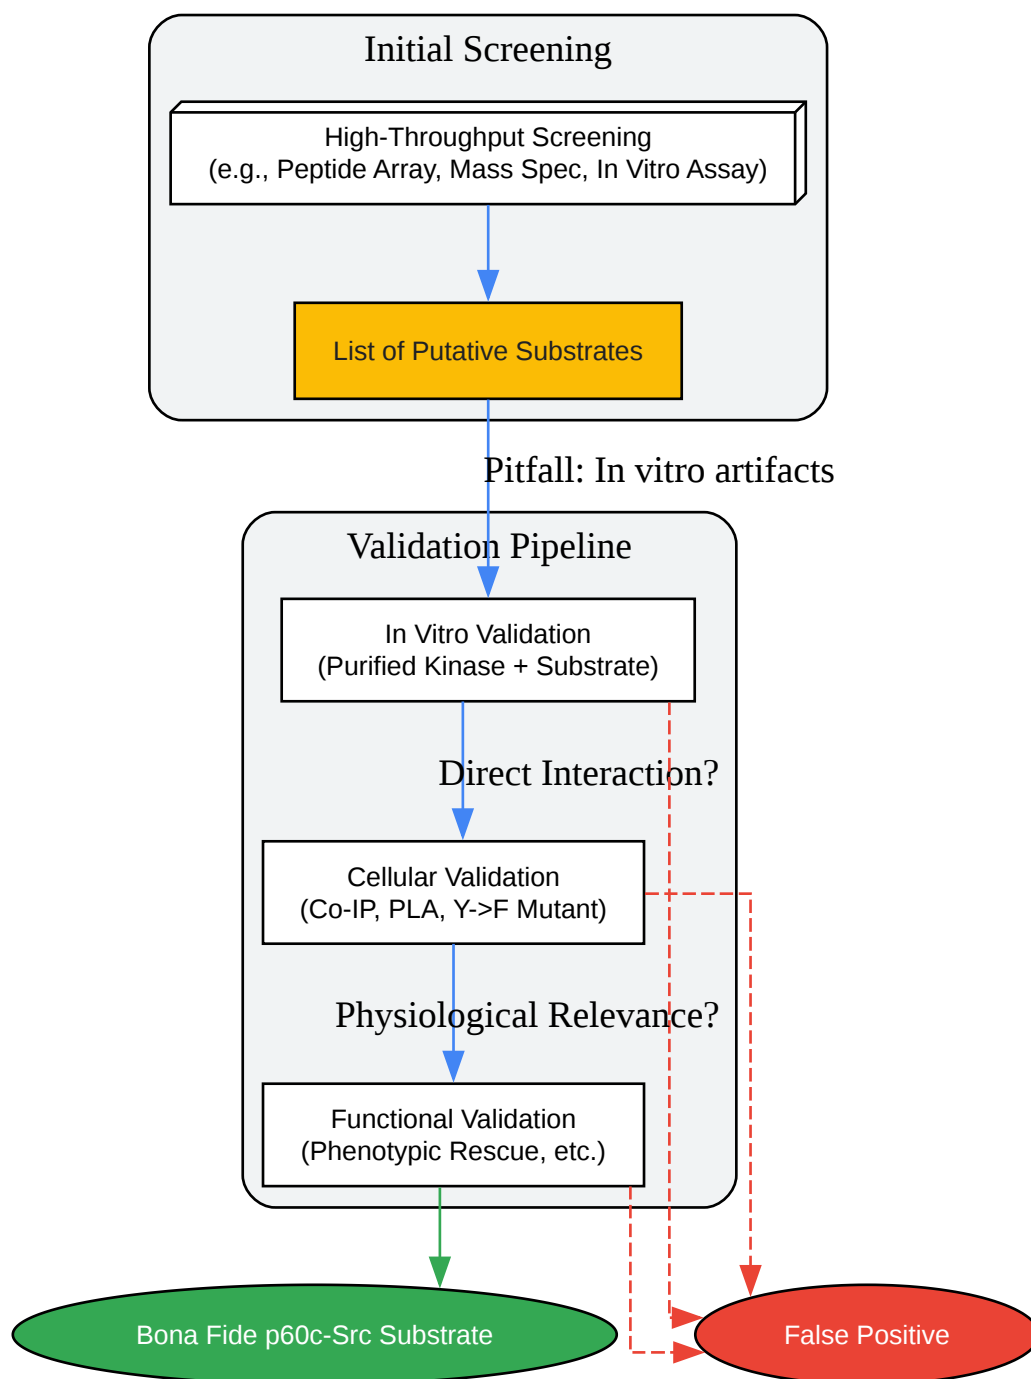 Initial Screening
High-Throughput Screening
(e.g., Peptide Array, Mass Spec, In Vitro Assay)
List of Putative Substrates
Pitfall: In vitro artifacts
Validation Pipeline
In Vitro Validation
(Purified Kinase + Substrate)
Direct Interaction?
Cellular Validation
(Co-IP, PLA, Y->F Mutant)
Physiological Relevance?
Functional Validation
(Phenotypic Rescue, etc.)
Bona Fide p60c-Src Substrate
False Positive